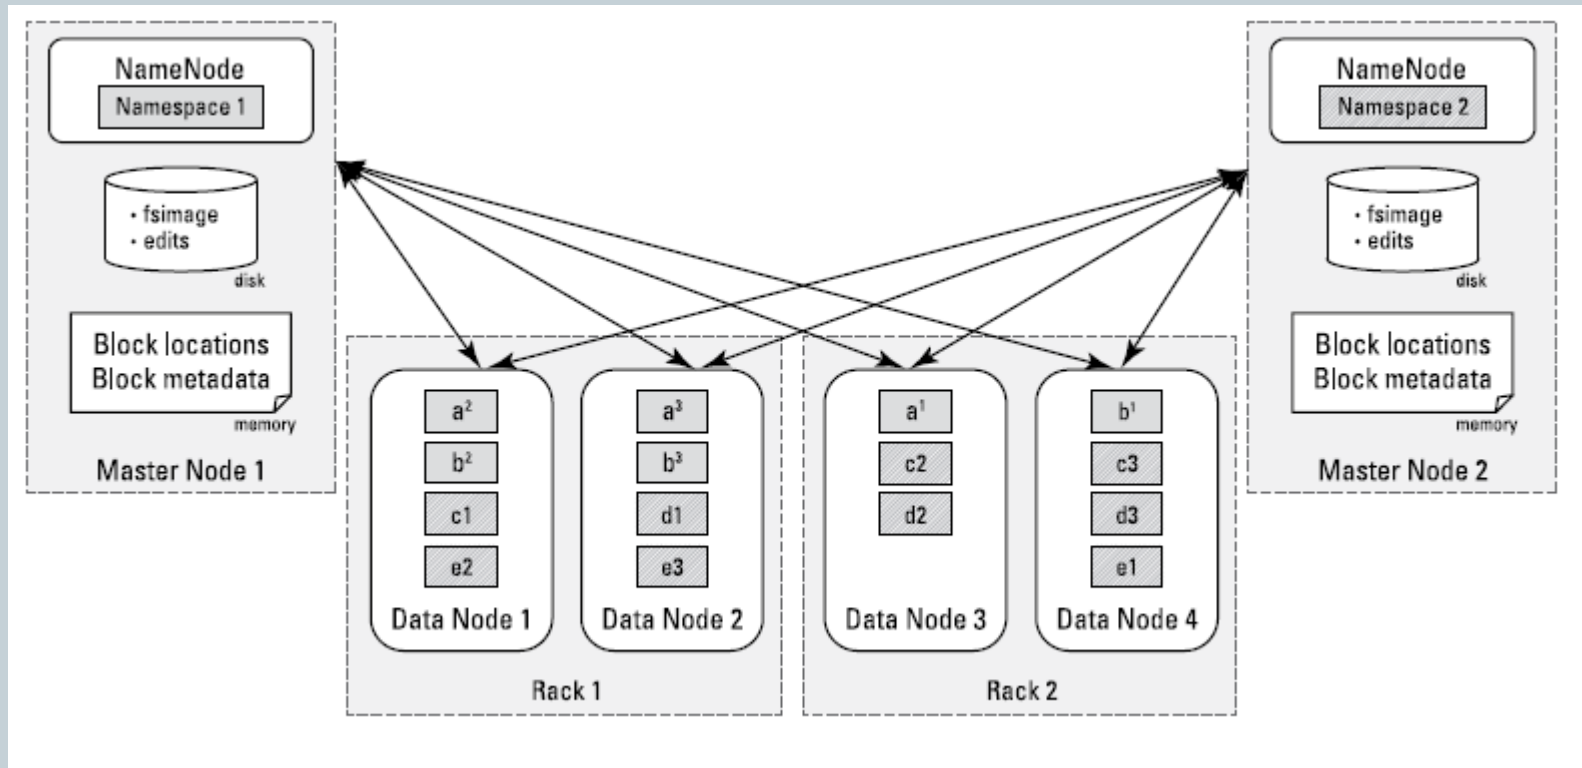 NameNode
Namespace 1
• fsimage
• edits
disk
Block locations
Block metadata
memory
Master Node 1
NameNode
Namespace 2
• fsimage
• edits
disk
Block locations
Block metadata
memory
Master Node 2
a²
b²
c1
e2
Data Node 1
a³
b³
d1
e3
Data Node 2
Rack 1
a¹
c2
d2
Data Node 3
b¹
c3
d3
e1
Data Node 4
Rack 2